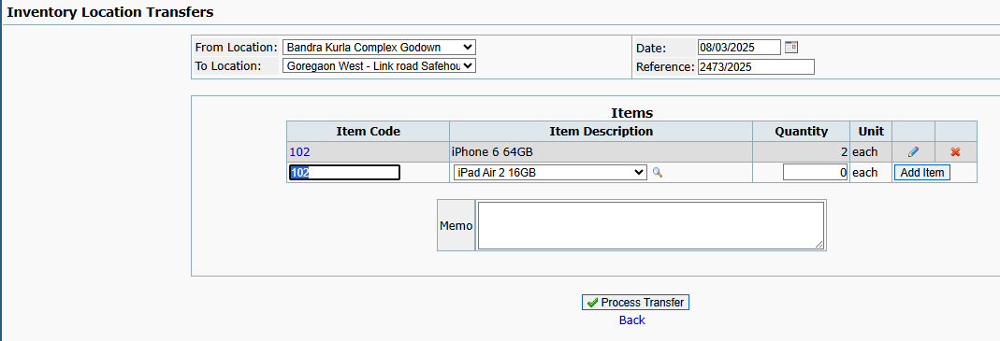 Inventory Location Transfers
From Location: Bandra Kurla Complex Godown Date: 08/03/2025
To Location: Goregaon West - Link road Safehou Reference: 2473/2025
Items
Item Code Item Description Quantity Unit
102 iPhone 6 64GB 2 each
102 iPad Air 2 16GB 0 each Add Item
Memo
Process Transfer
Back